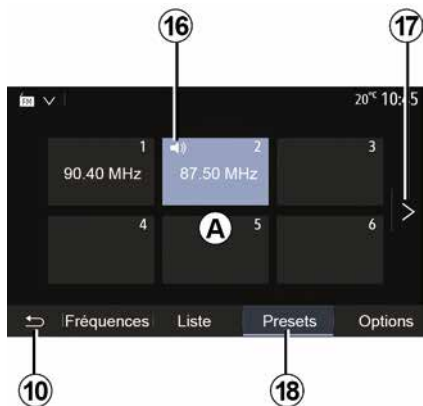 16 17
FM 20°C 10:45
1 2 3
90.40 MHz 87.50 MHz
4 A 5 6
Fréquences Liste Presets Options
10 18